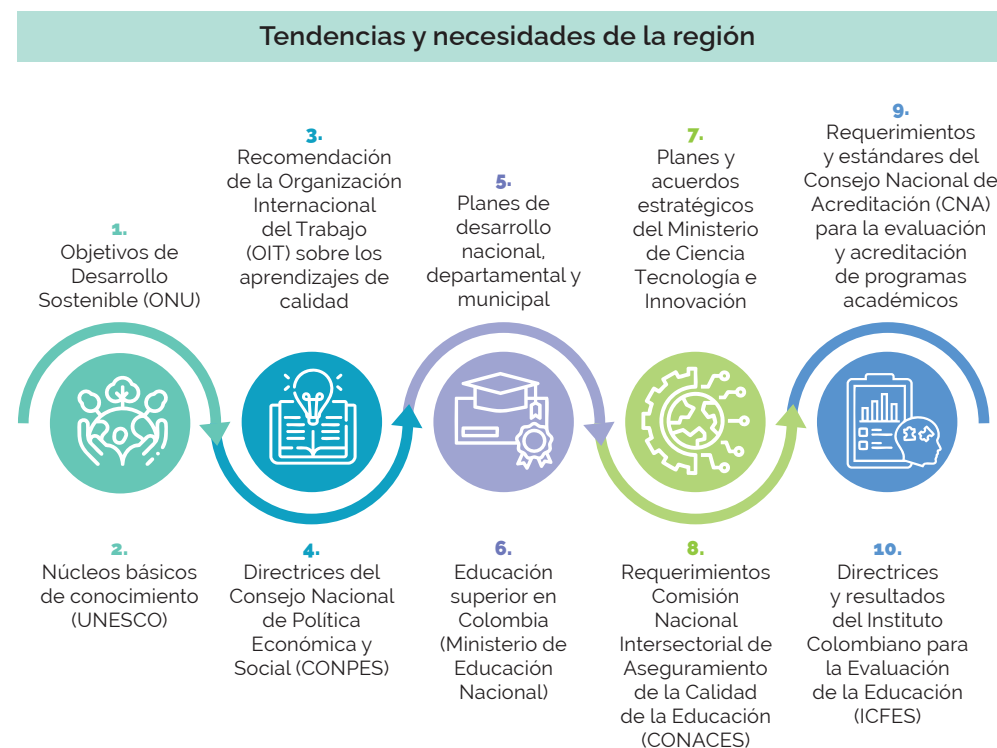 Tendencias y necesidades de la región
1.
Objetivos de
Desarrollo
Sostenible (ONU)
2.
Núcleos básicos
de conocimiento
(UNESCO)
3.
Recomendación
de la Organización
Internacional
del Trabajo
(OIT) sobre los
aprendizajes de
calidad
4.
Directrices del
Consejo Nacional
de Política
Económica y
Social (CONPES)
5.
Planes de
desarrollo
nacional,
departamental y
municipal
6.
Educación
superior en
Colombia
(Ministerio de
Educación
Nacional)
7.
Planes y
acuerdos
estratégicos
del Ministerio
de Ciencia
Tecnología e
Innovación
8.
Requerimientos
Comisión
Nacional
Intersectorial de
Aseguramiento
de la Calidad
de la Educación
(CONACES)
9.
Requerimientos
y estándares del
Consejo Nacional de
Acreditación (CNA)
para la evaluación
y acreditación
de programas
académicos
10.
Directrices
y resultados
del Instituto
Colombiano para
la Evaluación
de la Educación
(ICFES)